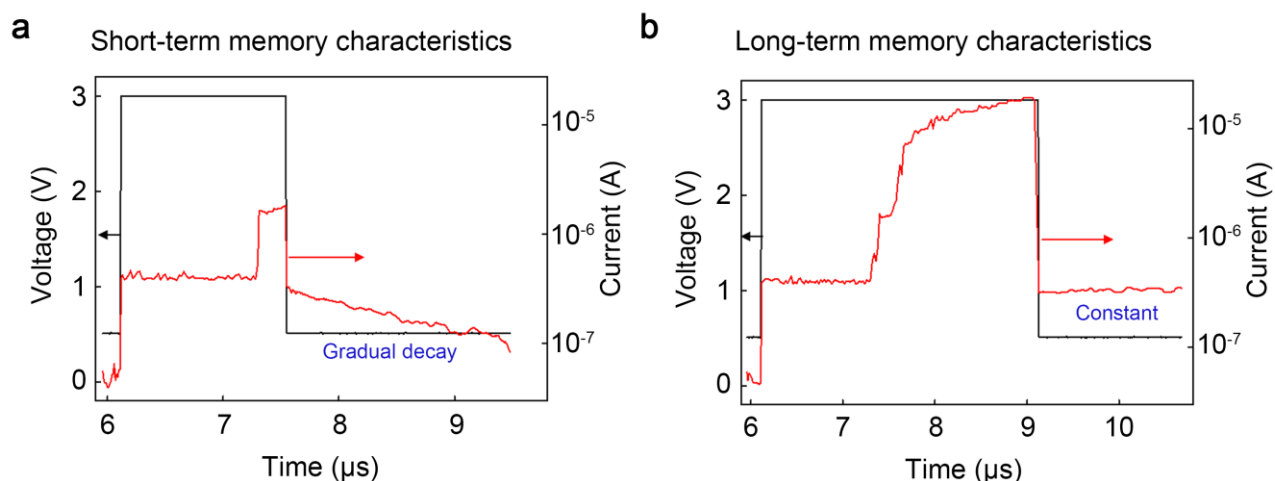 a
Short-term memory characteristics
3
2
1
0
Voltage (V)
10-5
10-6
10-7
Current (A)
Gradual decay
6
7
8
9
Time (μs)
b
Long-term memory characteristics
3
2
1
0
Voltage (V)
10-5
10-6
10-7
Current (A)
Constant
6
7
8
9
10
Time (μs)